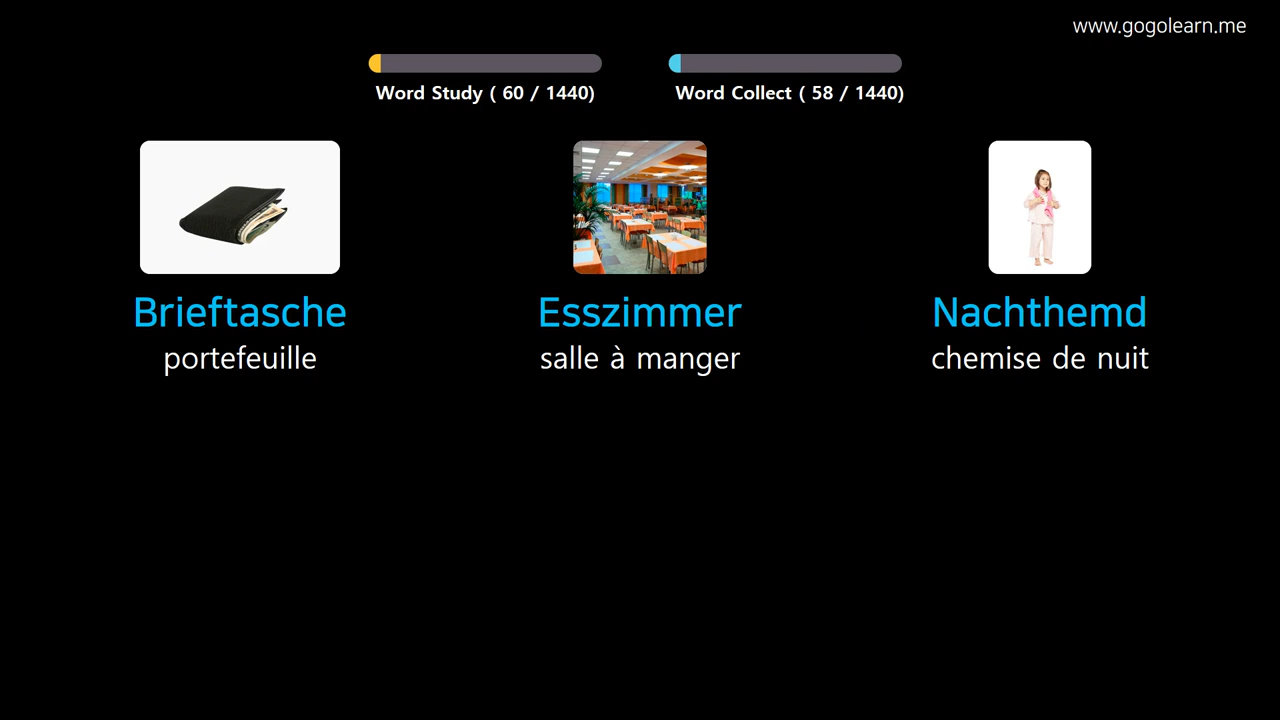 www.gogolearn.me
Word Study ( 60 / 1440)
Word Collect ( 58 / 1440)
Brieftasche
portefeuille
Esszimmer
salle à manger
Nachthemd
chemise de nuit